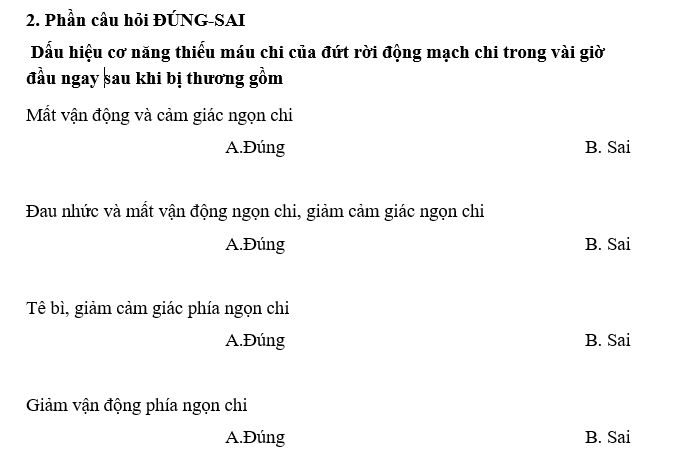 2. Phần câu hỏi ĐÚNG-SAI
Dấu hiệu cơ năng thiếu máu chi của đứt rời động mạch chi trong vài giờ
đầu ngay sau khi bị thương gồm
Mất vận động và cảm giác ngọn chi
A.Đúng B. Sai
Đau nhức và mất vận động ngọn chi, giảm cảm giác ngọn chi
A.Đúng B. Sai
Tê bì, giảm cảm giác phía ngọn chi
A.Đúng B. Sai
Giảm vận động phía ngọn chi
A.Đúng B. Sai